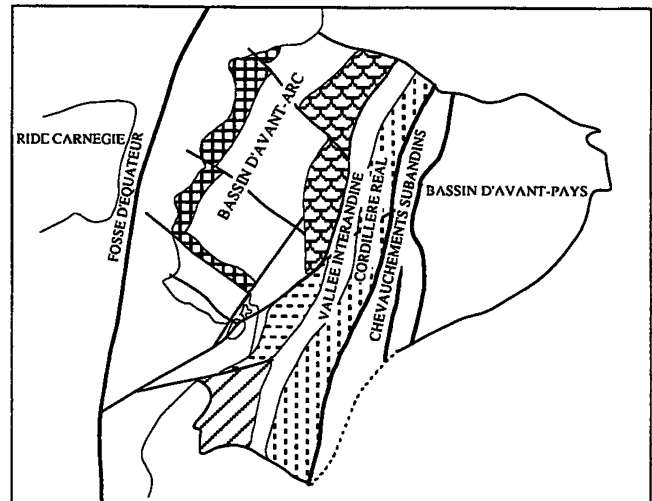 RIDE CARNEGIE
FOSSE D'EQUATEUR
BASSIN D'AVANT-ARC
VALLEE INTERANDINE
CORDILLERE REAL
CHEVAUCHEMENTS SUBANDINS
BASSIN D'AVANT-PAYS